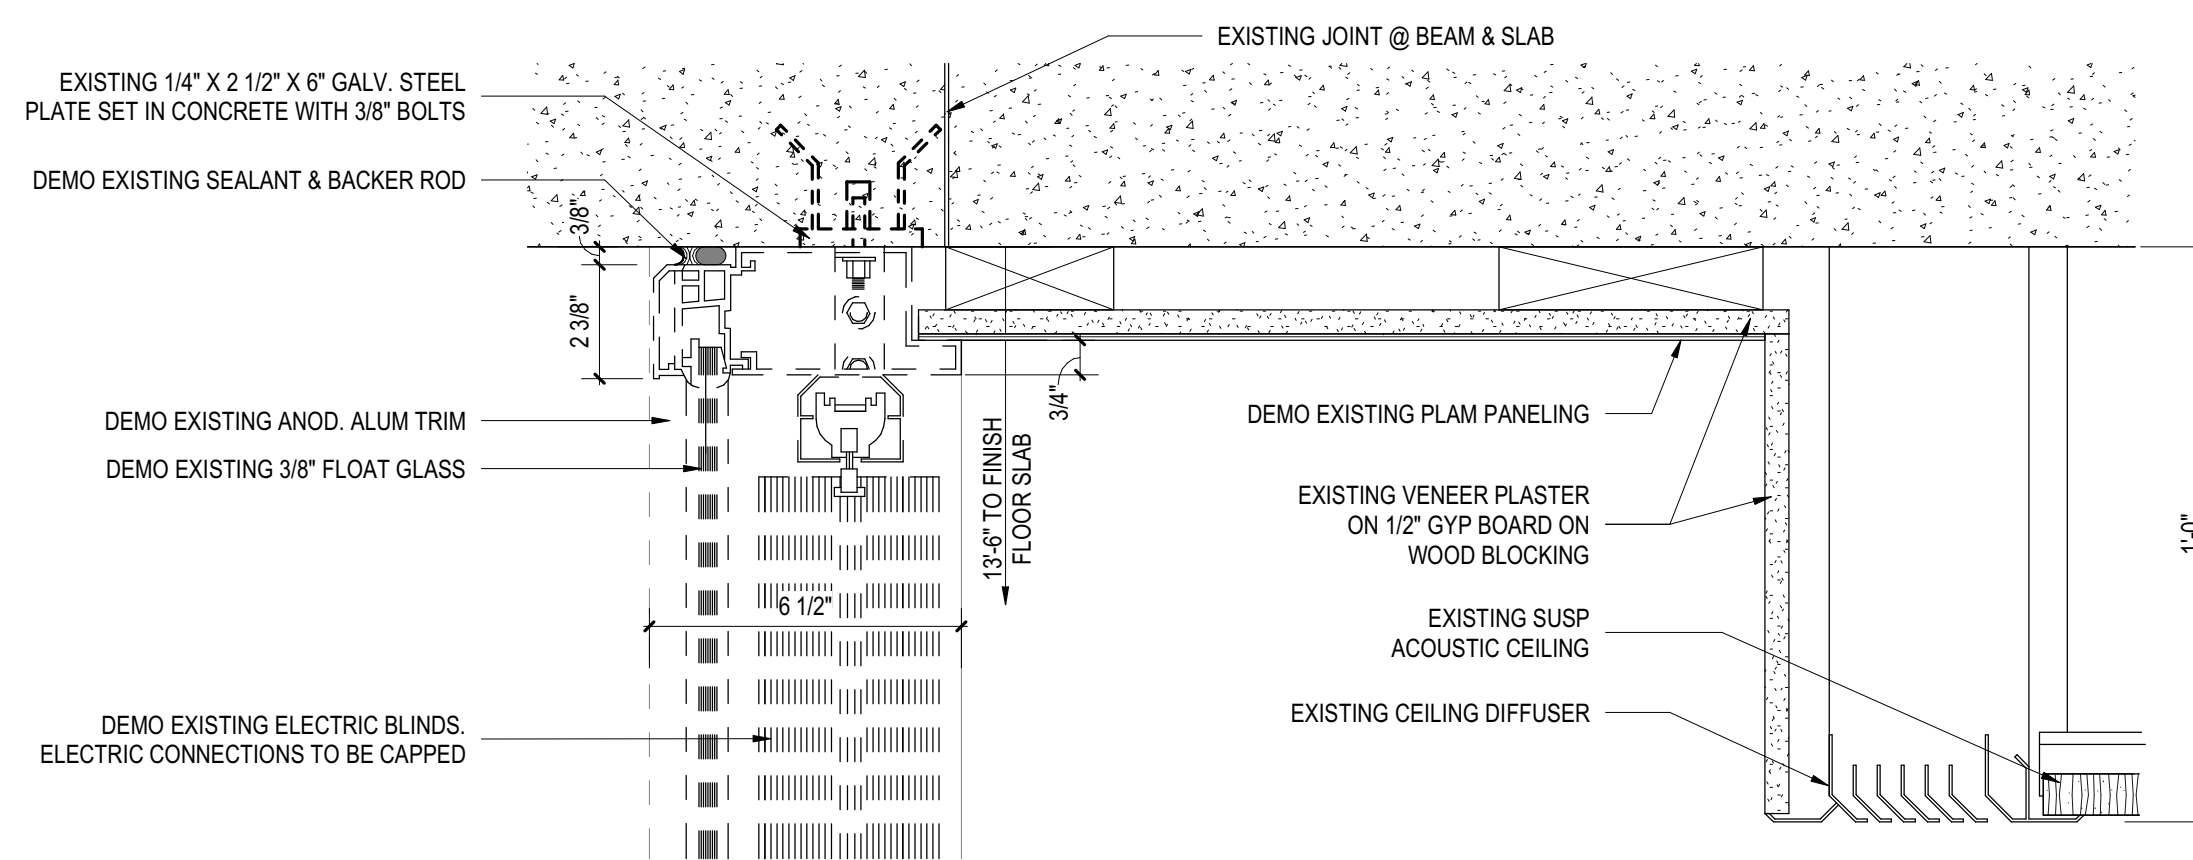 EXISTING JOINT @ BEAM & SLAB
EXISTING 1/4" X 2 1/2" X 6" GALV. STEEL
PLATE SET IN CONCRETE WITH 3/8" BOLTS
DEMO EXISTING SEALANT & BACKER ROD
3/8"
2 3/8"
DEMO EXISTING ANOD. ALUM TRIM
DEMO EXISTING 3/8" FLOAT GLASS
DEMO EXISTING ELECTRIC BLINDS.
ELECTRIC CONNECTIONS TO BE CAPPED
6 1/2"
13'-6" TO FINISH
FLOOR SLAB
3/4"
DEMO EXISTING PLAM PANELING
EXISTING VENEER PLASTER
ON 1/2" GYP BOARD ON
WOOD BLOCKING
EXISTING SUSP
ACOUSTIC CEILING
EXISTING CEILING DIFFUSER
1'-0"